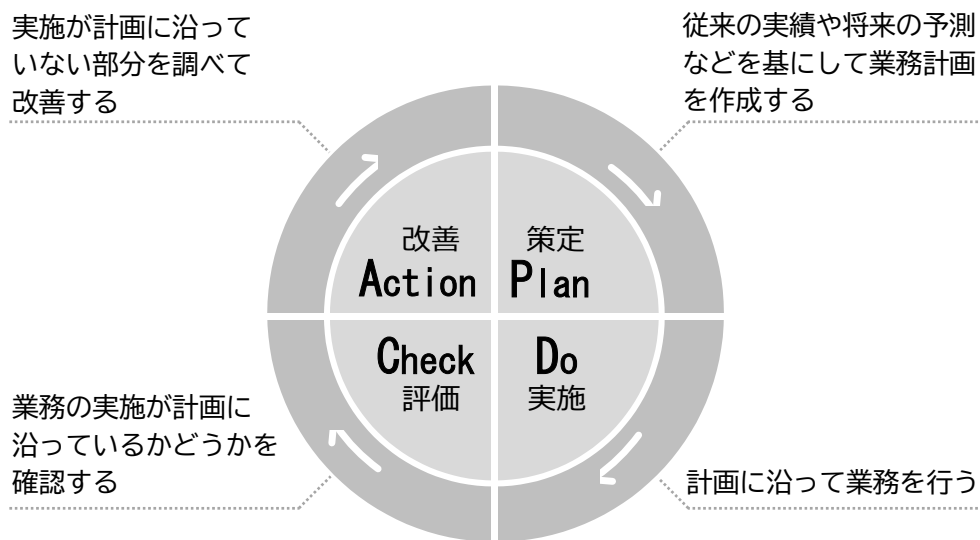 実施が計画に沿って
いない部分を調べて
改善する
従来の実績や将来の予測
などを基にして業務計画
を作成する
改善
Action
策定
Plan
Check
評価
Do
実施
業務の実施が計画に
沿っているかどうかを
確認する
計画に沿って業務を行う